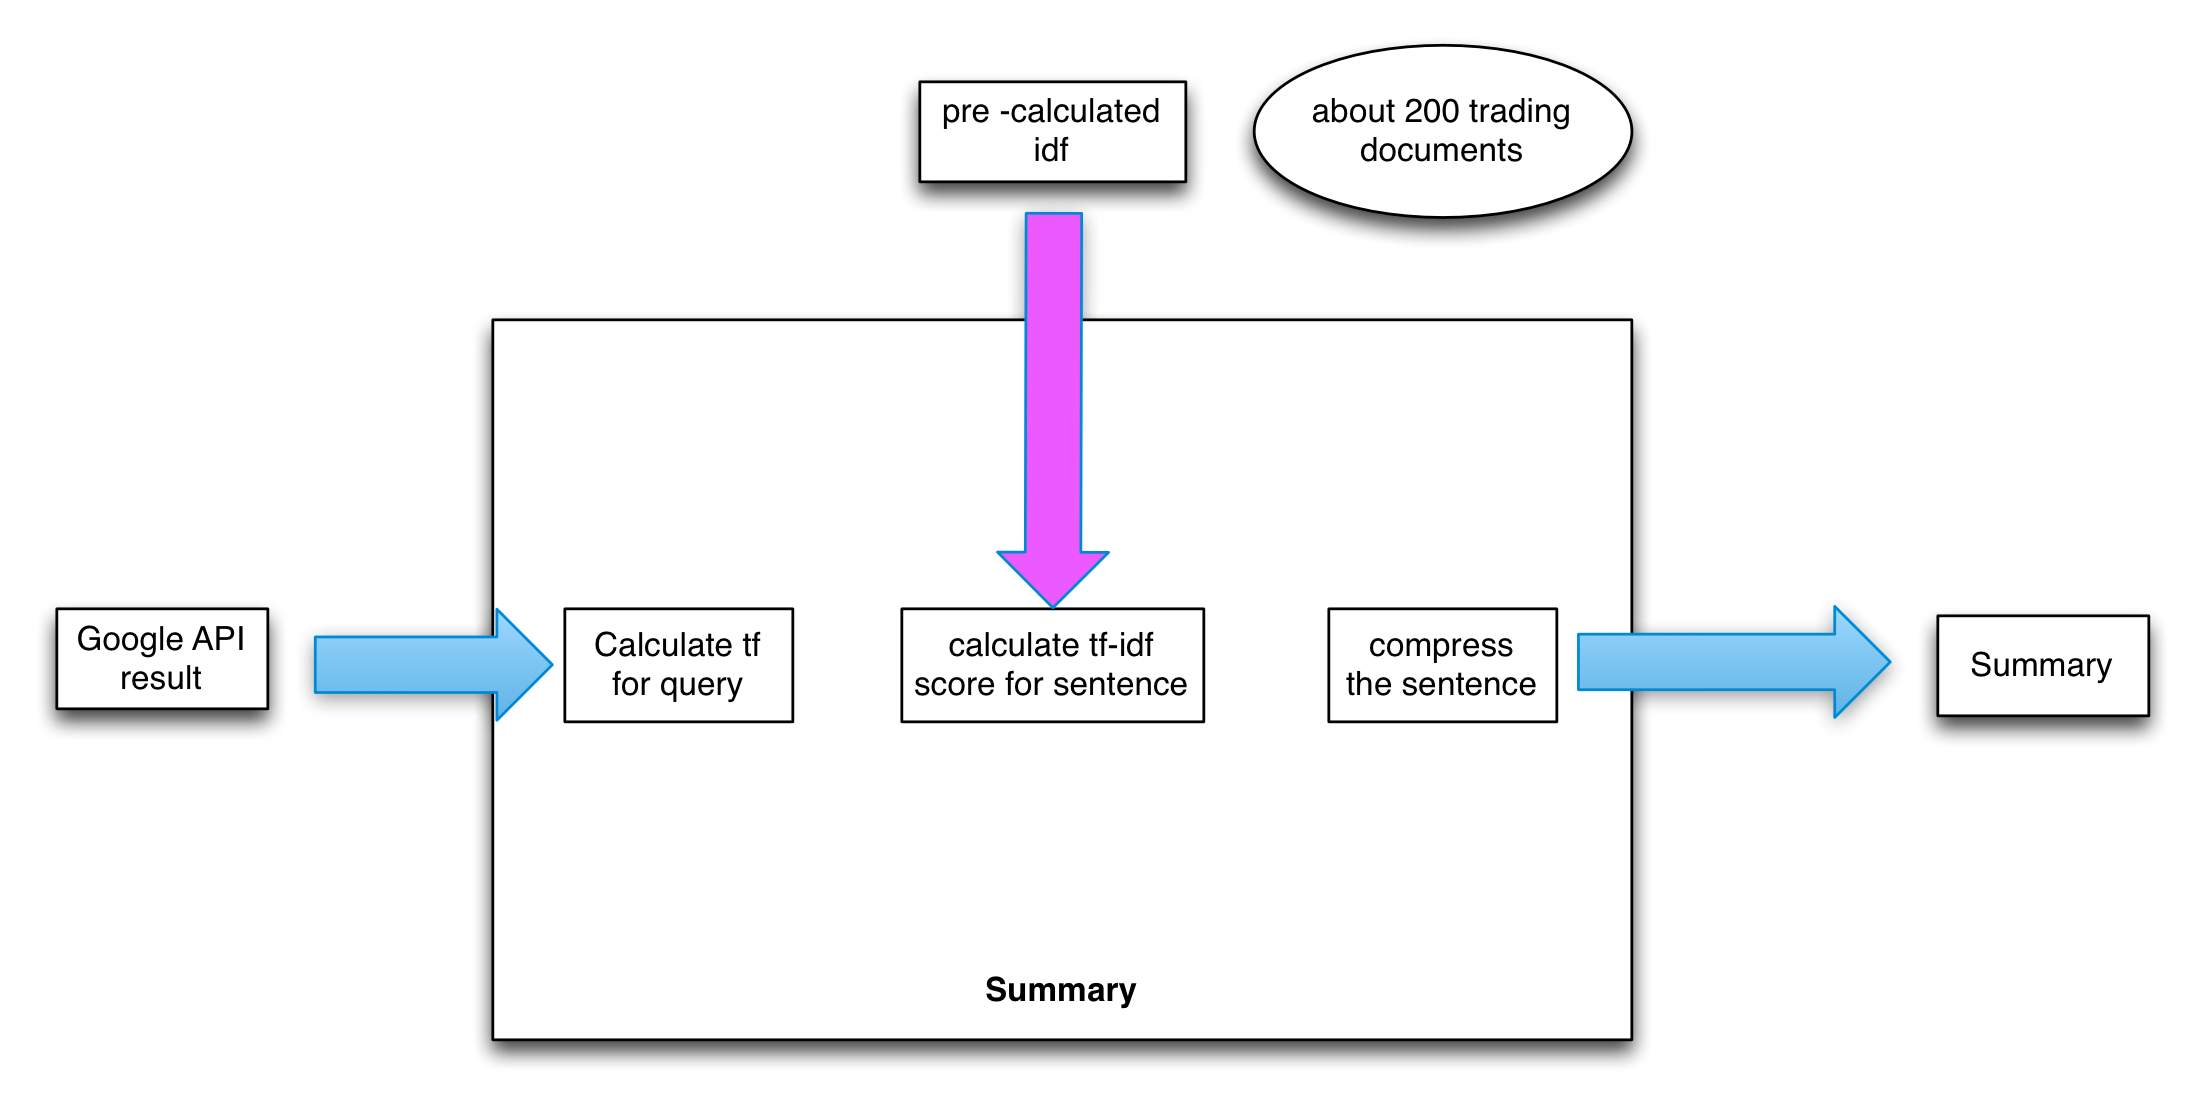 pre -calculated
idf
about 200 trading
documents
Google API
result
Calculate tf
for query
calculate tf-idf
score for sentence
compress
the sentence
Summary
Summary